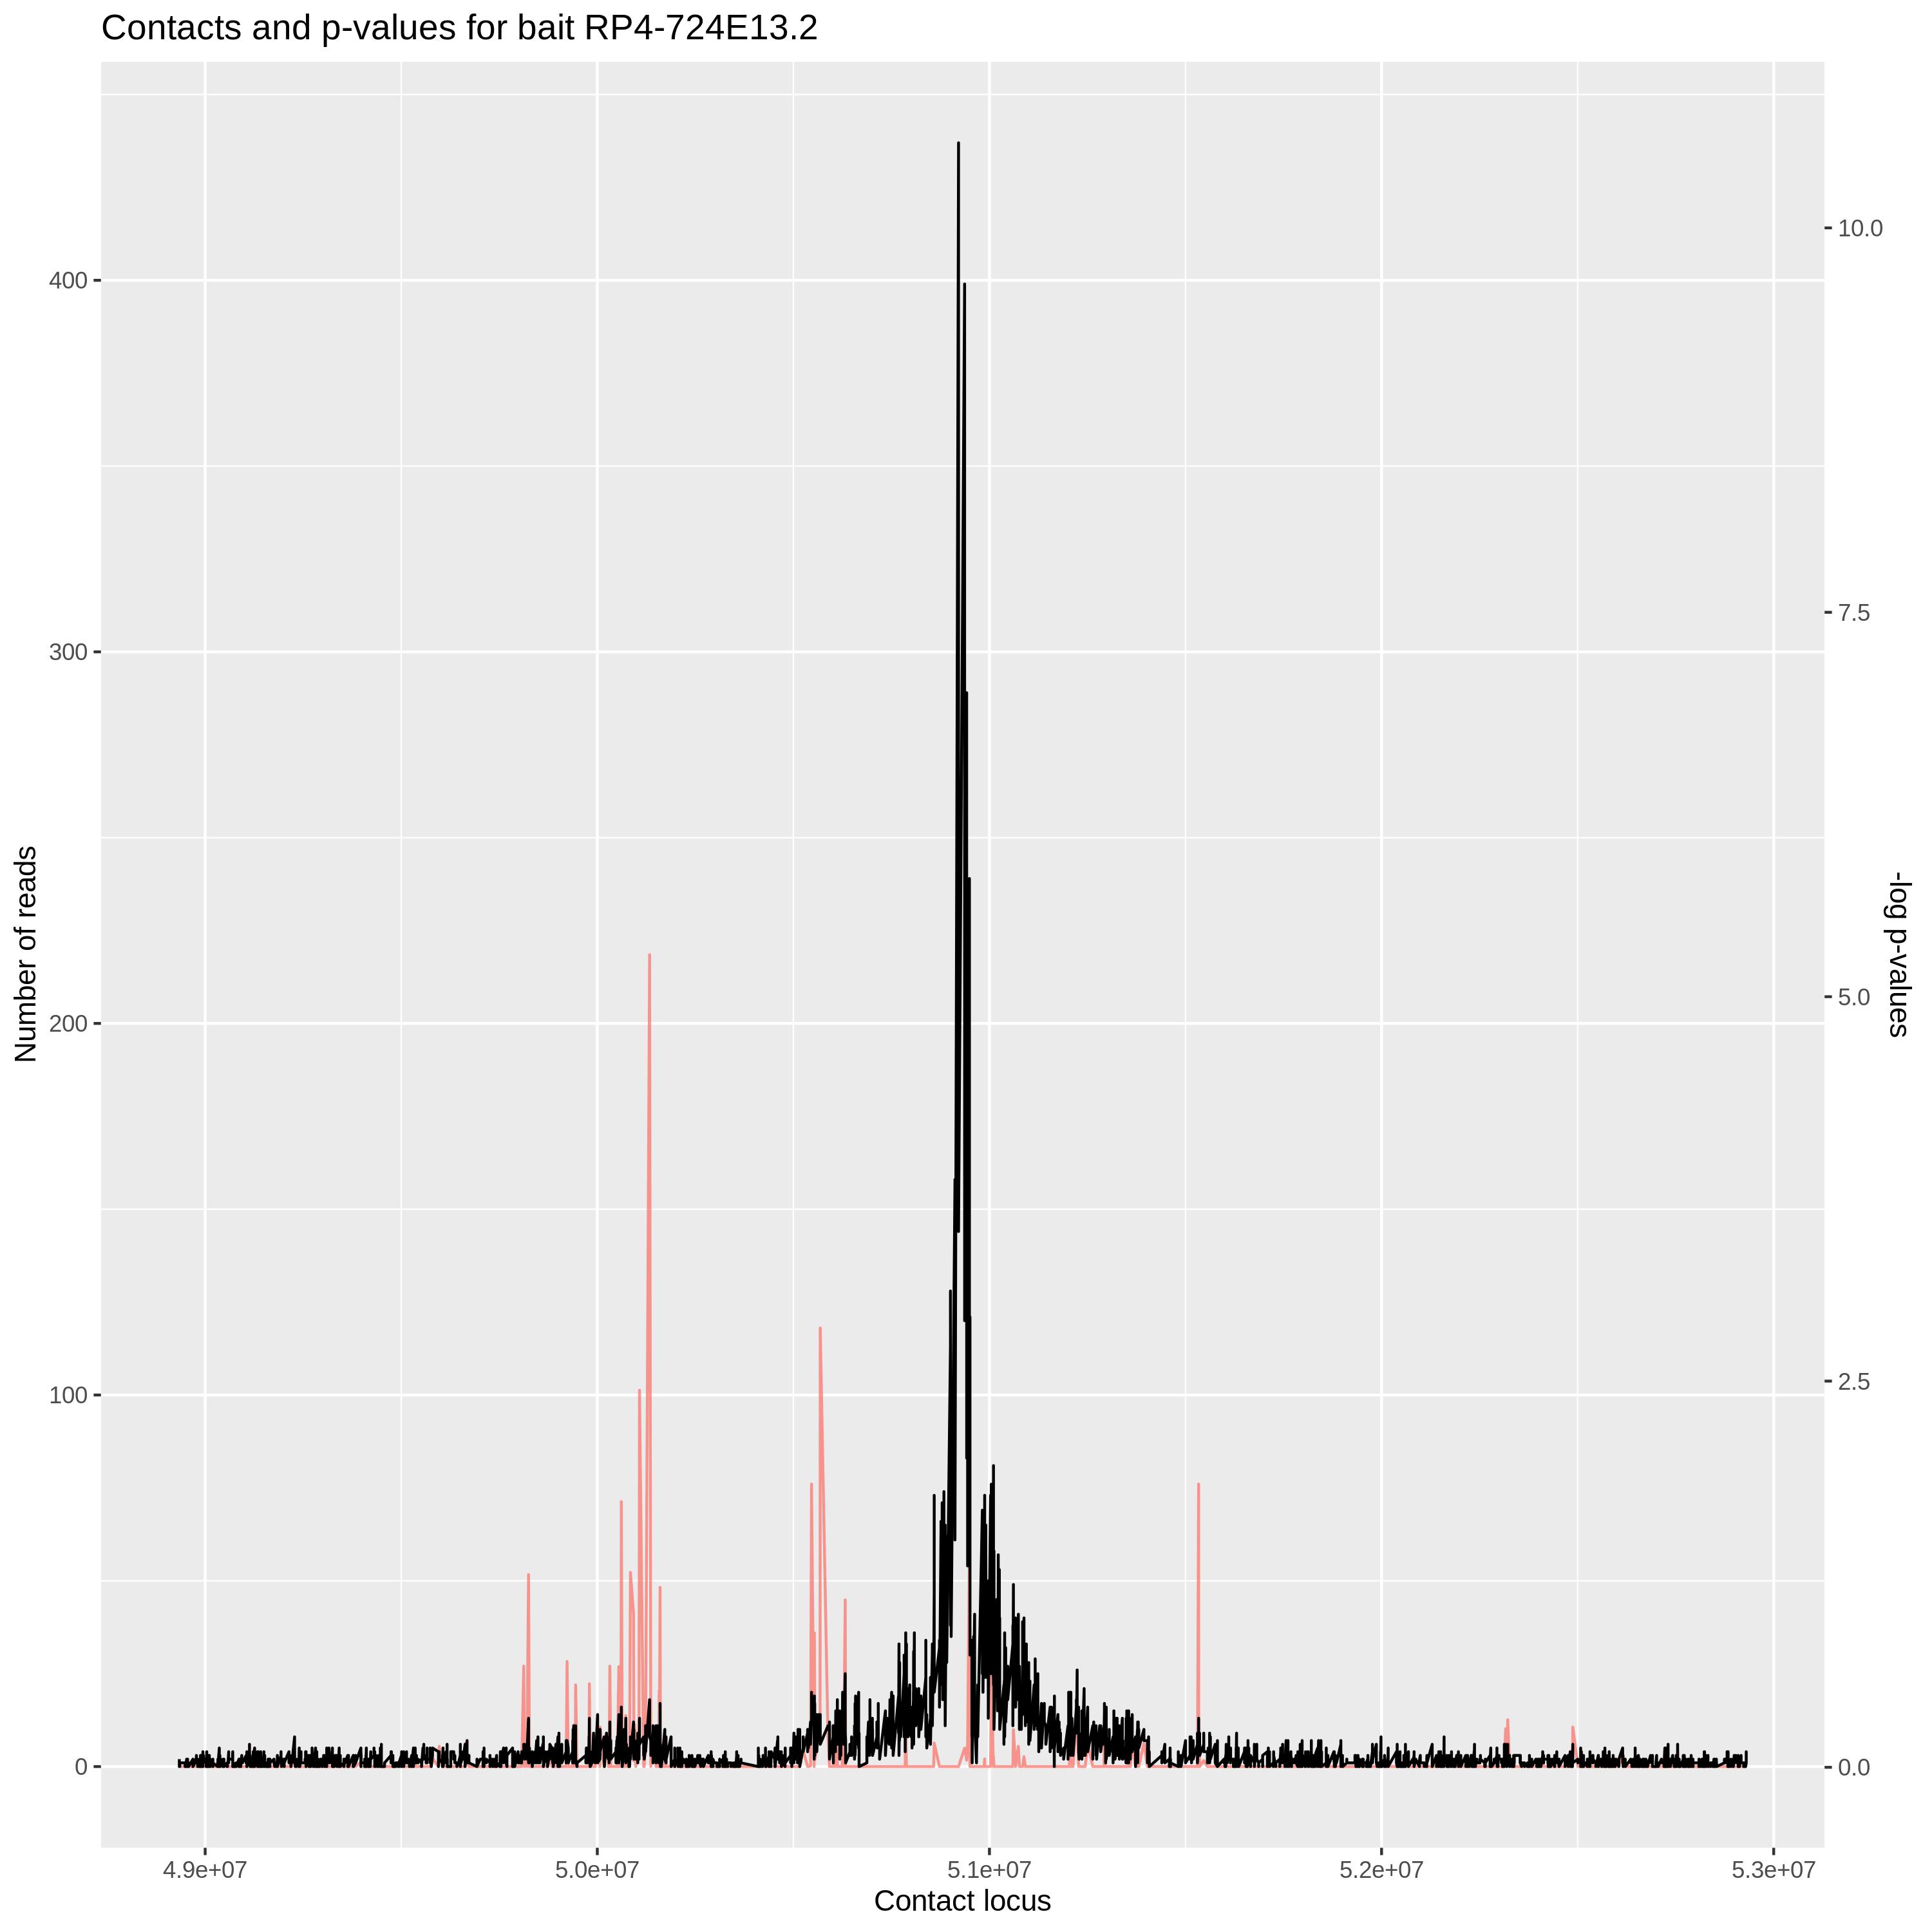 Contacts and p-values for bait RP4-724E13.2
400
300
200
100
0
Number of reads
10.0
7.5
5.0
2.5
0.0
-log p-values
4.9e+07 5.0e+07 5.1e+07 5.2e+07 5.3e+07
Contact locus